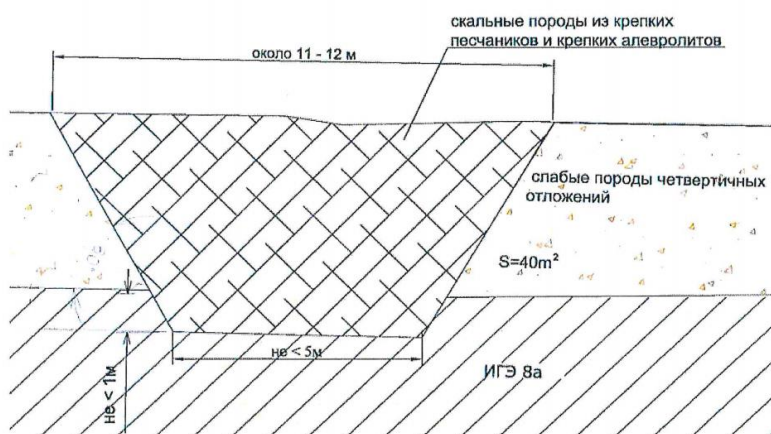 скальные породы из крепких
песчаников и крепких алевролитов
около 11 - 12 м
слабые породы четвертичных
отложений
S=40m²
не < 5м
ИГЭ 8а
не < 1м